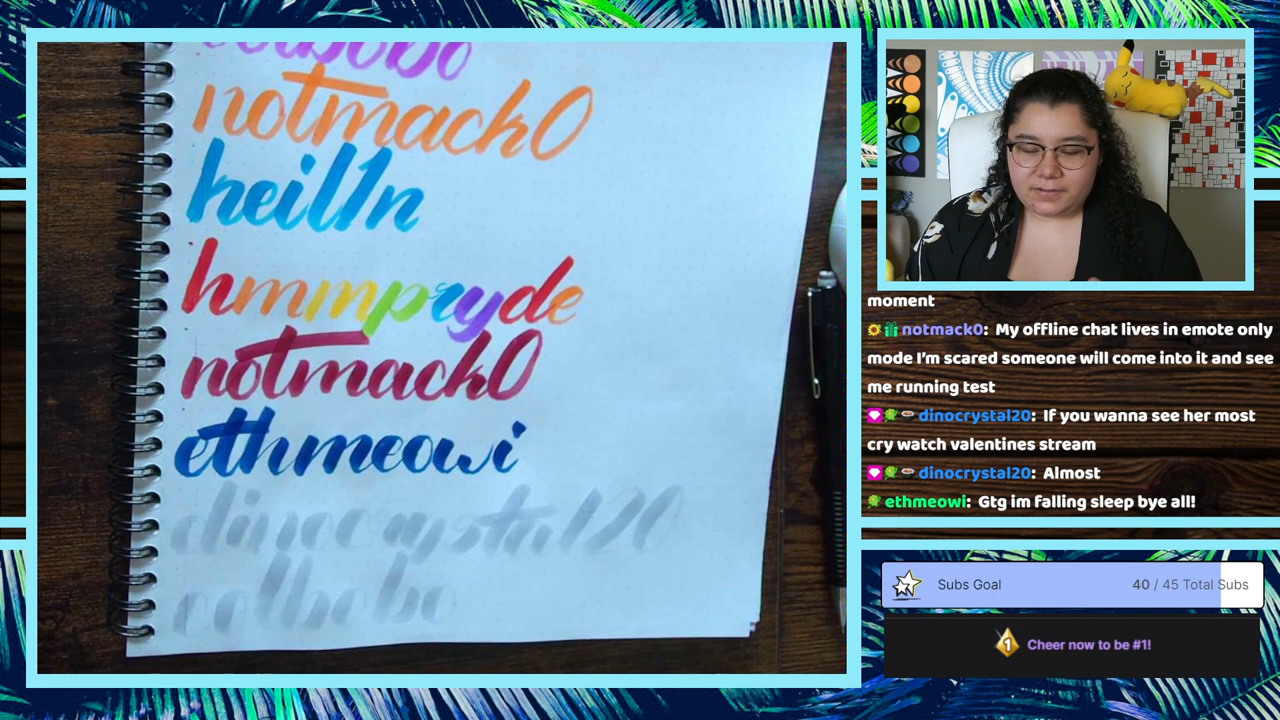 notmack0
heil1n
hmmpryde
notmack0
ethmeowi
dinocrystal20
moment
notmack0: My offline chat lives in emote only
mode I'm scared someone will come into it and see
me running test
dinocrystal20: If you wanna see her most
cry watch valentines stream
dinocrystal20: Almost
ethmeowi: Gtg im falling sleep bye all!
Subs Goal
40 / 45 Total Subs
1
Cheer now to be #1!